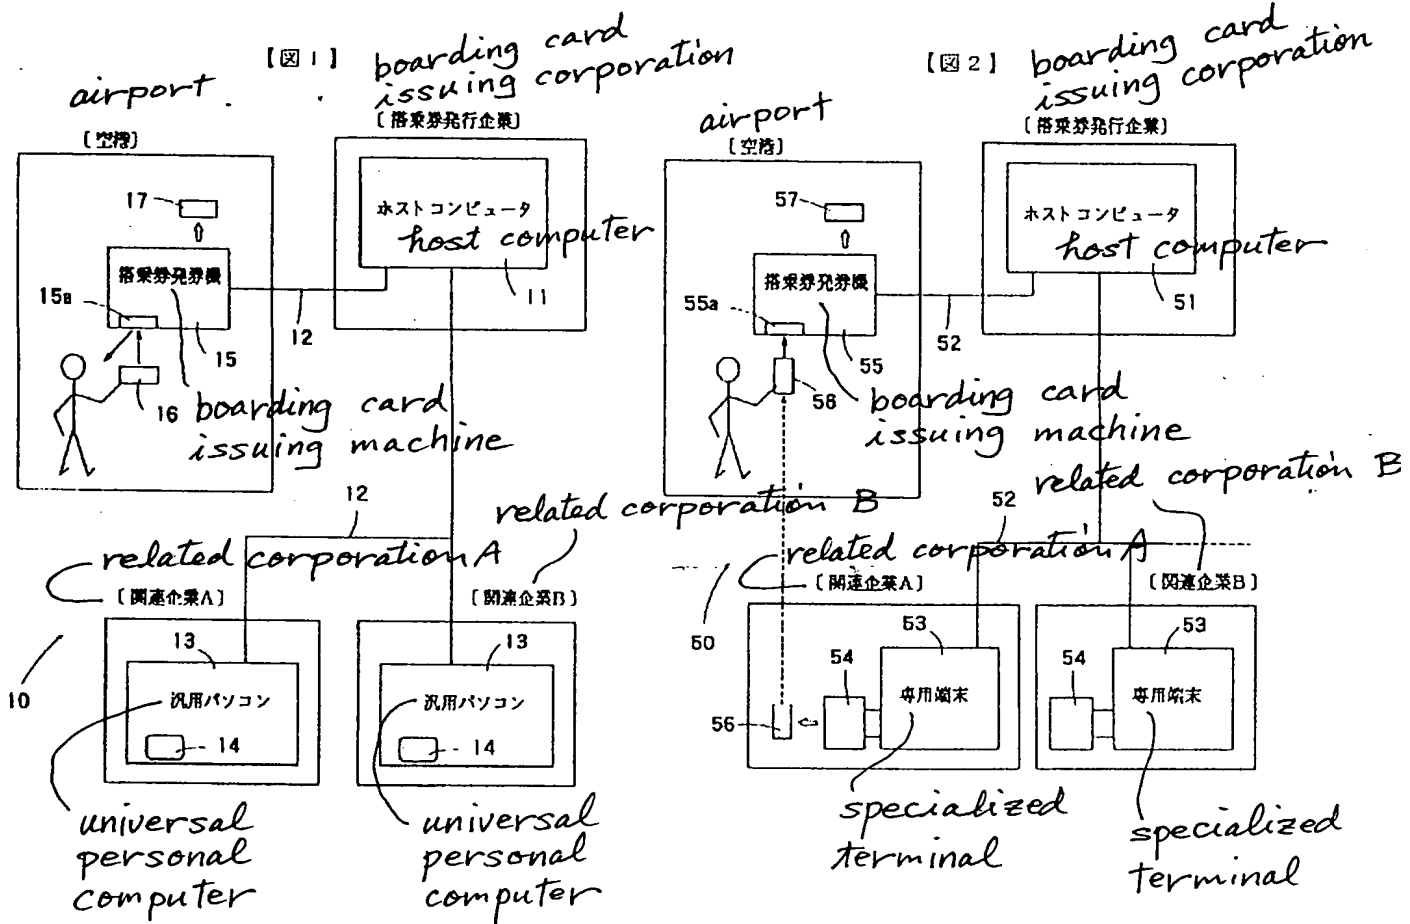 【図1】
boarding card
issuing corporation
airport
[搭乗券発行企業]
[空港]
17
ホストコンピュータ
host computer
搭乗券発券機
15a
11
12
15
16
boarding card
issuing machine
12
related corporation B
related corporation A
[関連企業A]
[関連企業B]
13
13
10
汎用パソコン
汎用パソコン
14
14
universal
personal
computer
universal
personal
computer
【図2】
boarding card
issuing corporation
airport
[搭乗券発行企業]
[空港]
57
ホストコンピュータ
host computer
搭乗券発券機
55a
51
52
55
56
boarding card
issuing machine
related corporation B
52
related corporation A
[関連企業A]
[関連企業B]
50
53
53
54
54
専用端末
専用端末
56
specialized
terminal
specialized
terminal